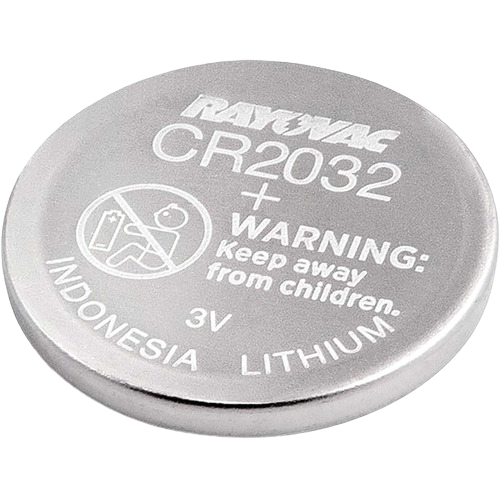 RAYOVAC
CR2032
+
WARNING:
Keep away
from children.
3V
INDONESIA LITHIUM